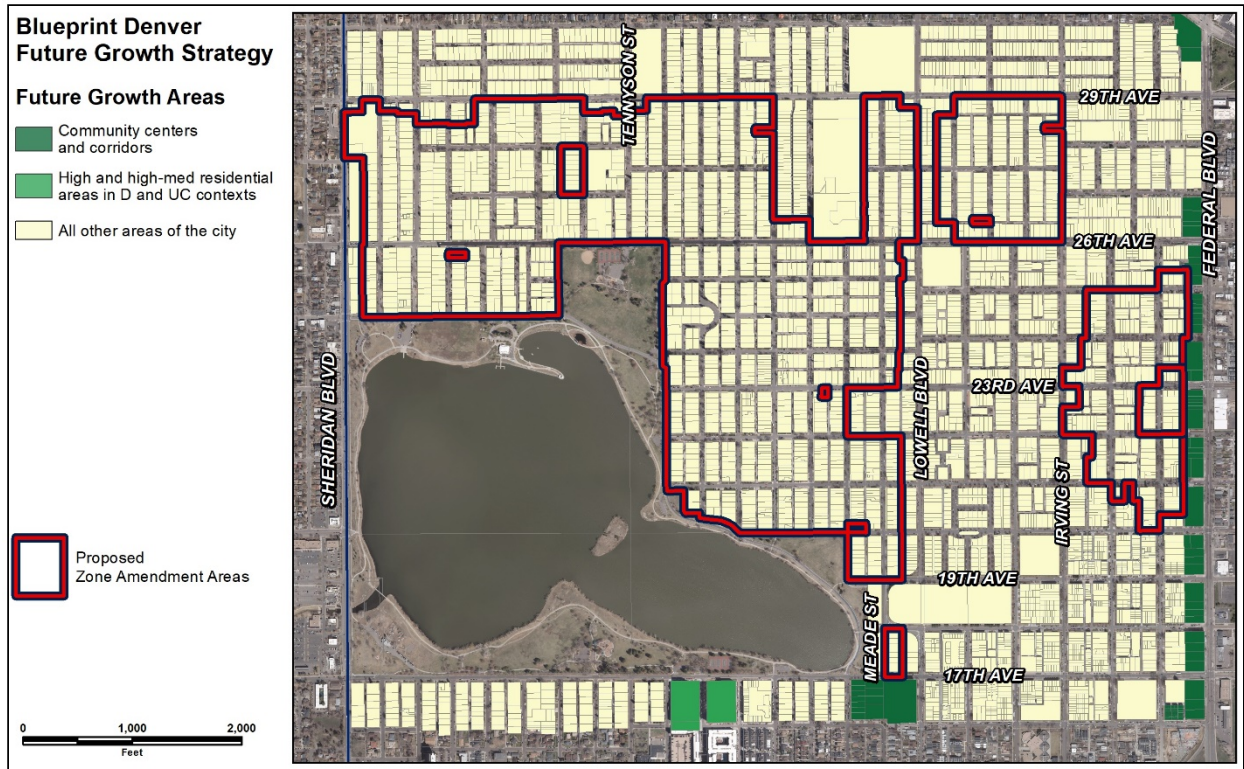 Blueprint Denver
Future Growth Strategy
Future Growth Areas
Community centers
and corridors
High and high-med residential
areas in D and UC contexts
All other areas of the city
Proposed
Zone Amendment Areas
0 1,000 2,000
Feet
TENNYSON ST
29TH AVE
FEDERAL BLVD
26TH AVE
SHERIDAN BLVD
LOWELL BLVD
23RD AVE
IRVING ST
19TH AVE
MEADE ST
17TH AVE